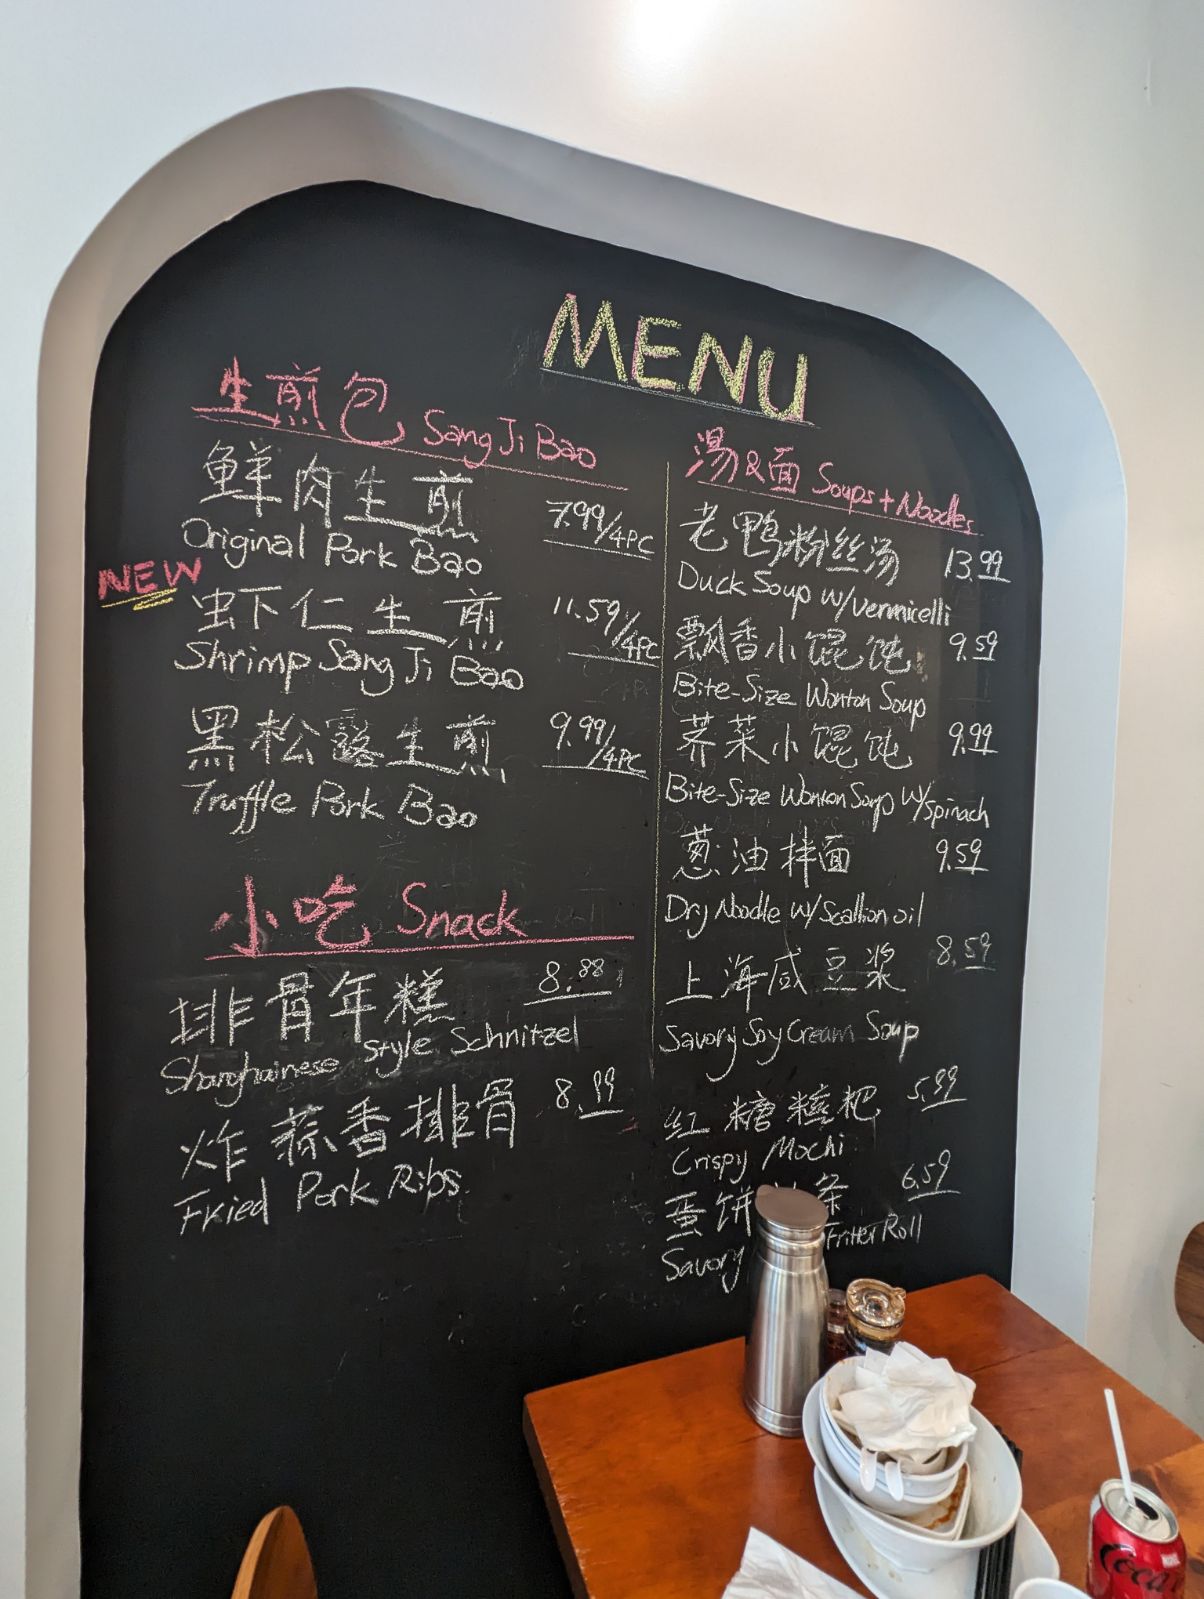 MENU
生煎包 Sang Ji Bao
鲜肉生煎 7.99/4PC
Original Pork Bao
NEW
虾仁生煎 11.59/4PC
Shrimp Sang Ji Bao
黑松露生煎 9.99/4PC
Truffle Pork Bao
小吃 Snack
排骨年糕 8.88
Shanghainese Style Schnitzel
炸蒜香排骨 8.99
Fried Pork Ribs
汤&面 Soups + Noodles
老鸭粉丝汤 13.99
Duck Soup w/vermicelli
飘香小馄饨 9.59
Bite-Size Wonton Soup
荠菜小馄饨 9.99
Bite-Size Wonton Soup w/spinach
葱油拌面 9.59
Dry Noodle w/ Scallion oil
上海咸豆浆 8.59
Savory Soy Cream Soup
红糖糍粑 5.99
Crispy Mochi
蛋饼 条 6.59
Savory Fritter Roll